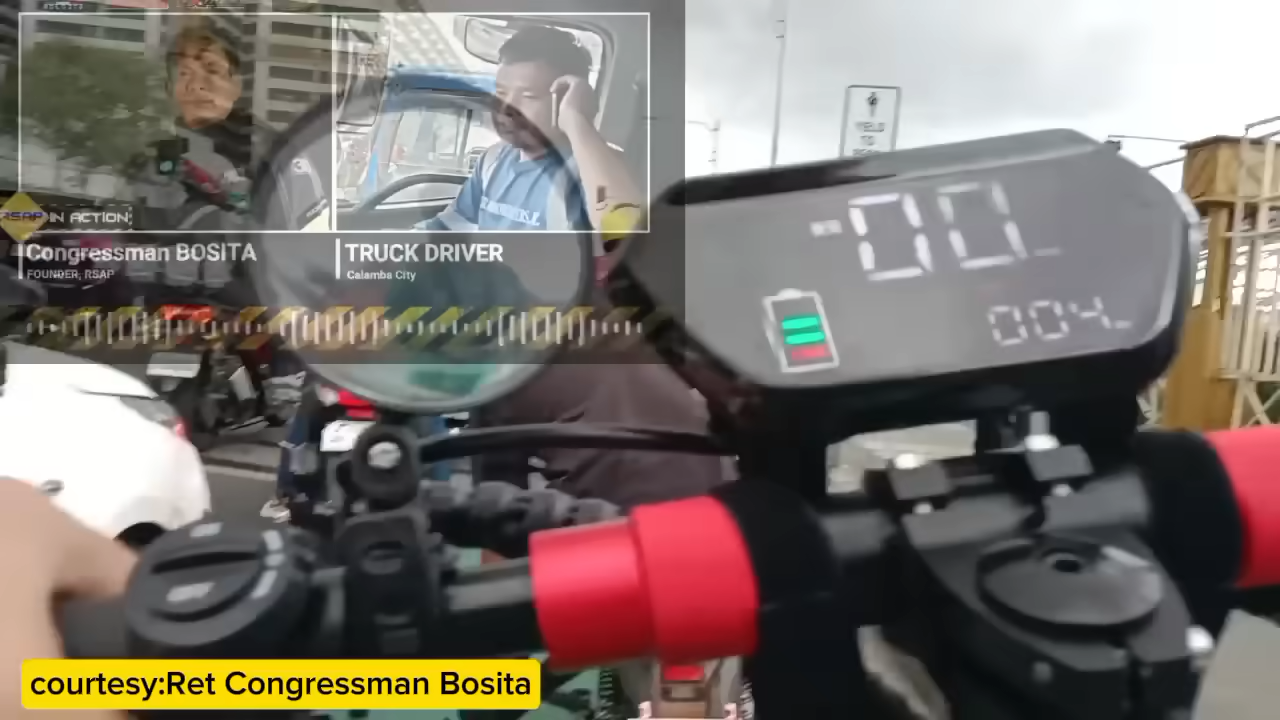 YIELD
TO
RSAP IN ACTION
Congressman BOSITA
FOUNDER, RSAP
TRUCK DRIVER
Calamba City
00
004
courtesy:Ret Congressman Bosita